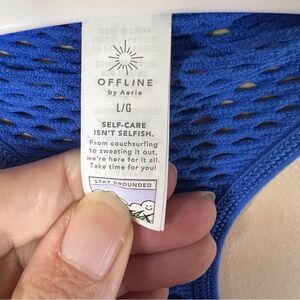 OFFLINE
by Aerie
L/G
SELF-CARE
ISN'T SELFISH.
From couchsurfing
to sweating it out,
we're here for it all.
Take time for you!
STAY GROUNDED